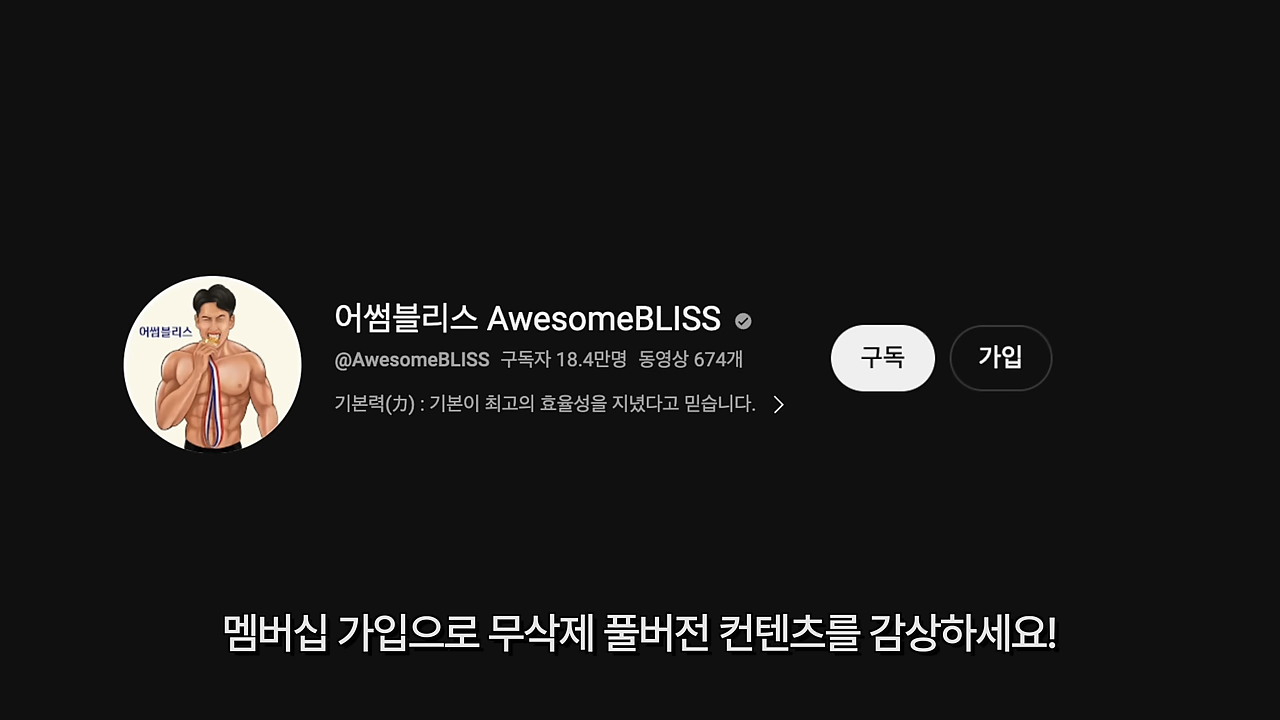 어썸블리스
어썸블리스 AwesomeBLISS
@AwesomeBLISS 구독자 18.4만명 동영상 674개
기본력(力) : 기본이 최고의 효율성을 지녔다고 믿습니다.
구독
가입
멤버십 가입으로 무삭제 풀버전 컨텐츠를 감상하세요!